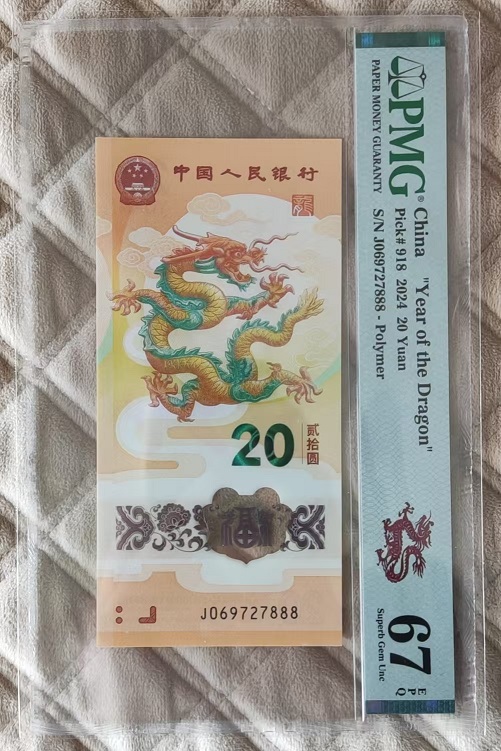 中国人民银行
20
贰拾圆
福
J069727888
PMG®
PAPER MONEY GUARANTY
China "Year of the Dragon"
Pick# 918 2024 20 Yuan
S/N J069727888 - Polymer
67
EPQ
Superb Gem Unc